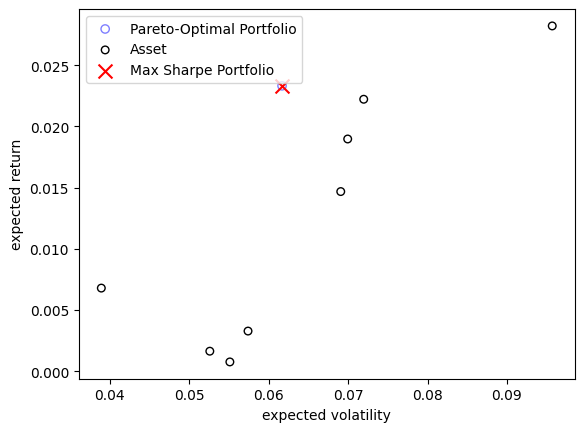 Pareto-Optimal Portfolio
Asset
Max Sharpe Portfolio
0.025
0.020
0.015
0.010
0.005
0.000
expected return
0.04 0.05 0.06 0.07 0.08 0.09
expected volatility